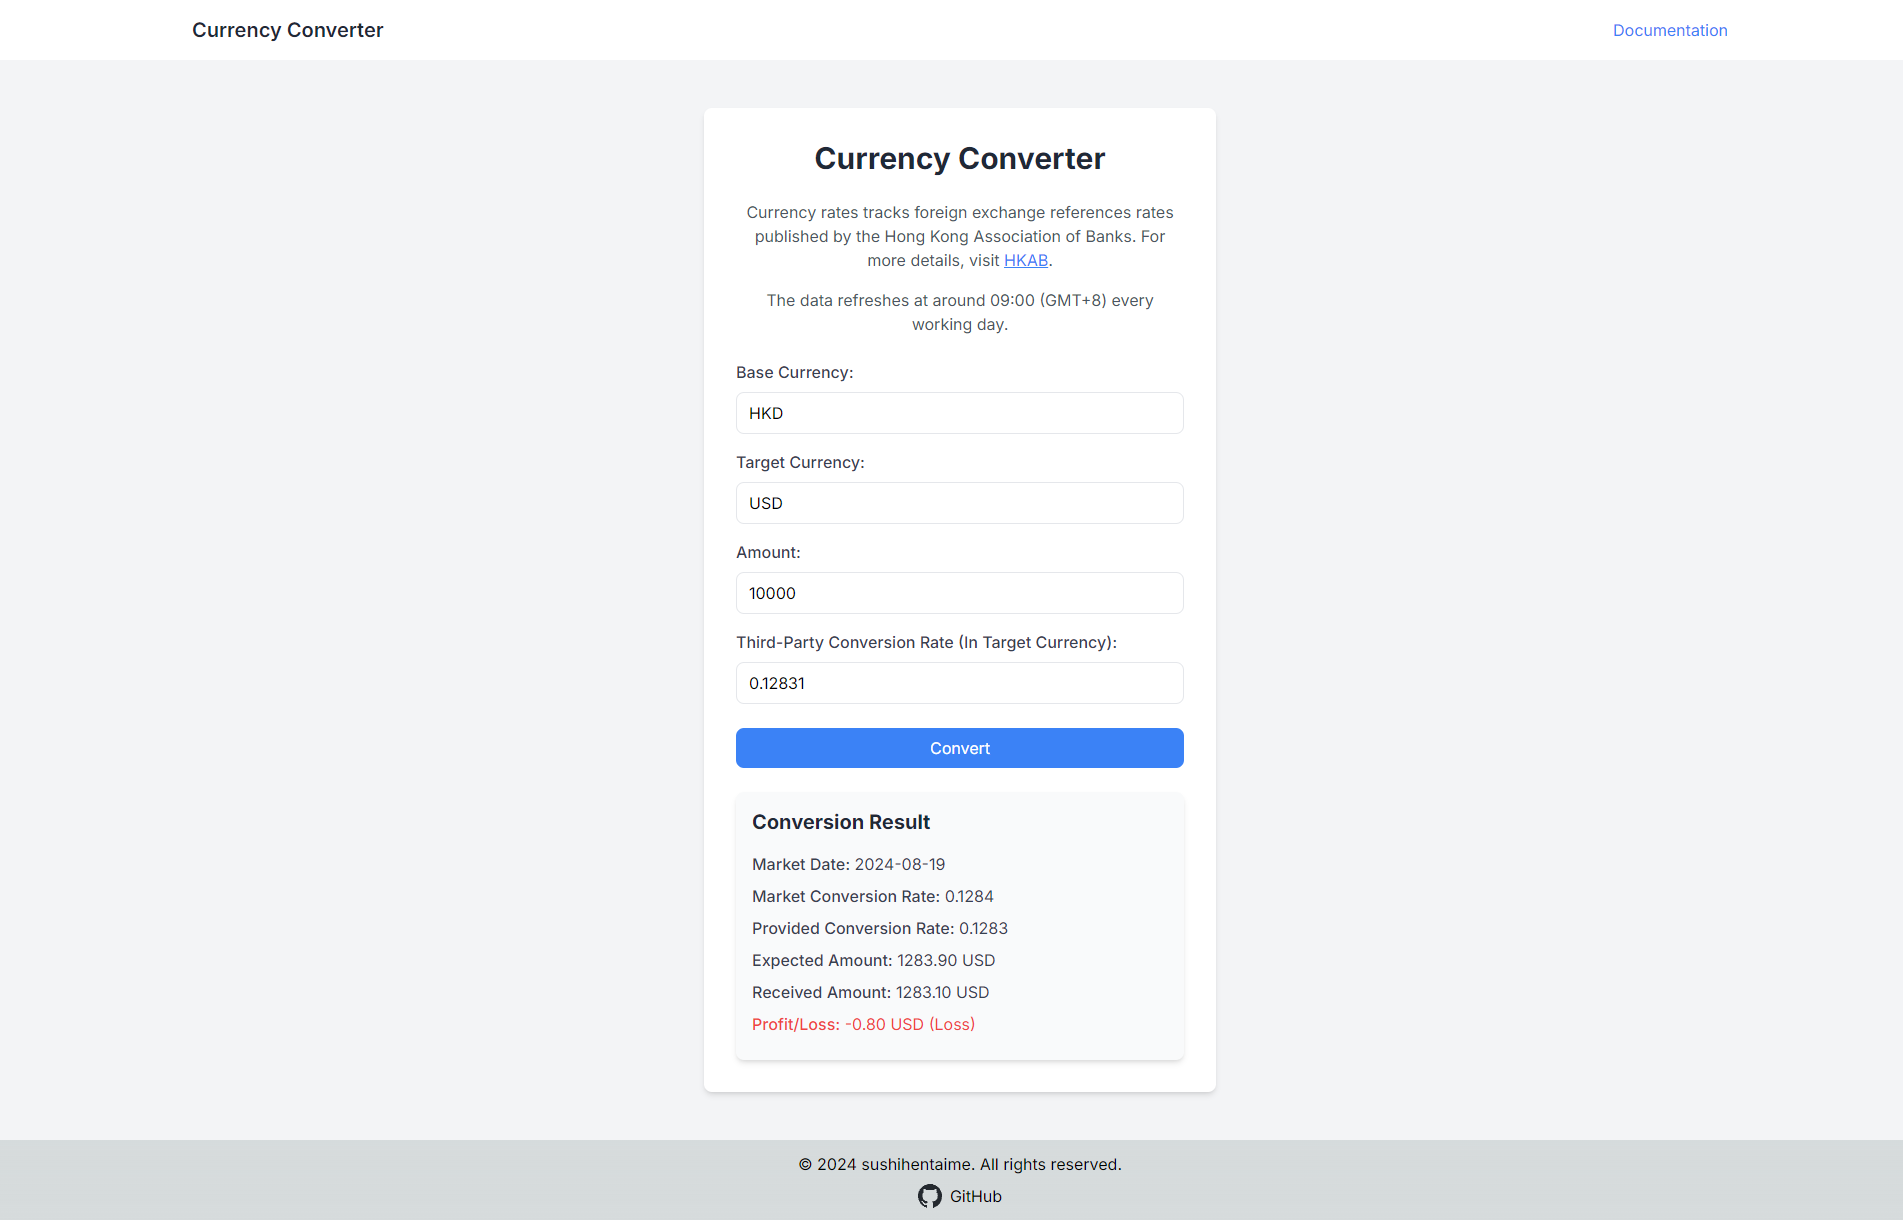 Currency Converter
Documentation
Currency Converter
Currency rates tracks foreign exchange references rates
published by the Hong Kong Association of Banks. For
more details, visit HKAB.
The data refreshes at around 09:00 (GMT+8) every
working day.
Base Currency:
HKD
Target Currency:
USD
Amount:
10000
Third-Party Conversion Rate (In Target Currency):
0.12831
Convert
Conversion Result
Market Date: 2024-08-19
Market Conversion Rate: 0.1284
Provided Conversion Rate: 0.1283
Expected Amount: 1283.90 USD
Received Amount: 1283.10 USD
Profit/Loss: -0.80 USD (Loss)
© 2024 sushihentaime. All rights reserved.
GitHub